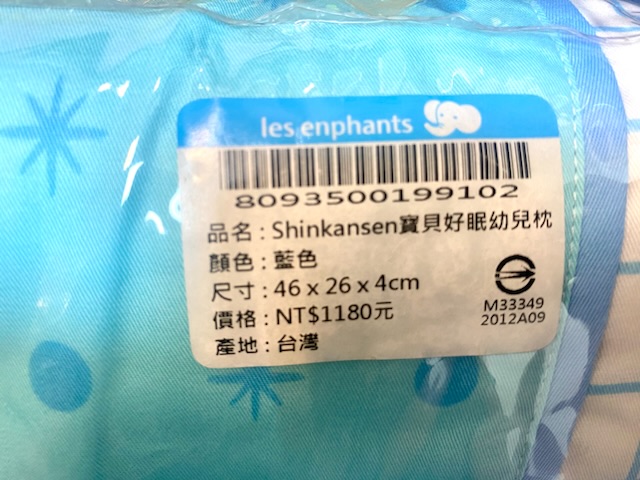 les enphants
8093500199102
品名：Shinkansen寶貝好眠幼兒枕
顏色：藍色
尺寸：46 x 26 x 4cm
價格：NT$1180元
產地：台灣
M33349
2012A09